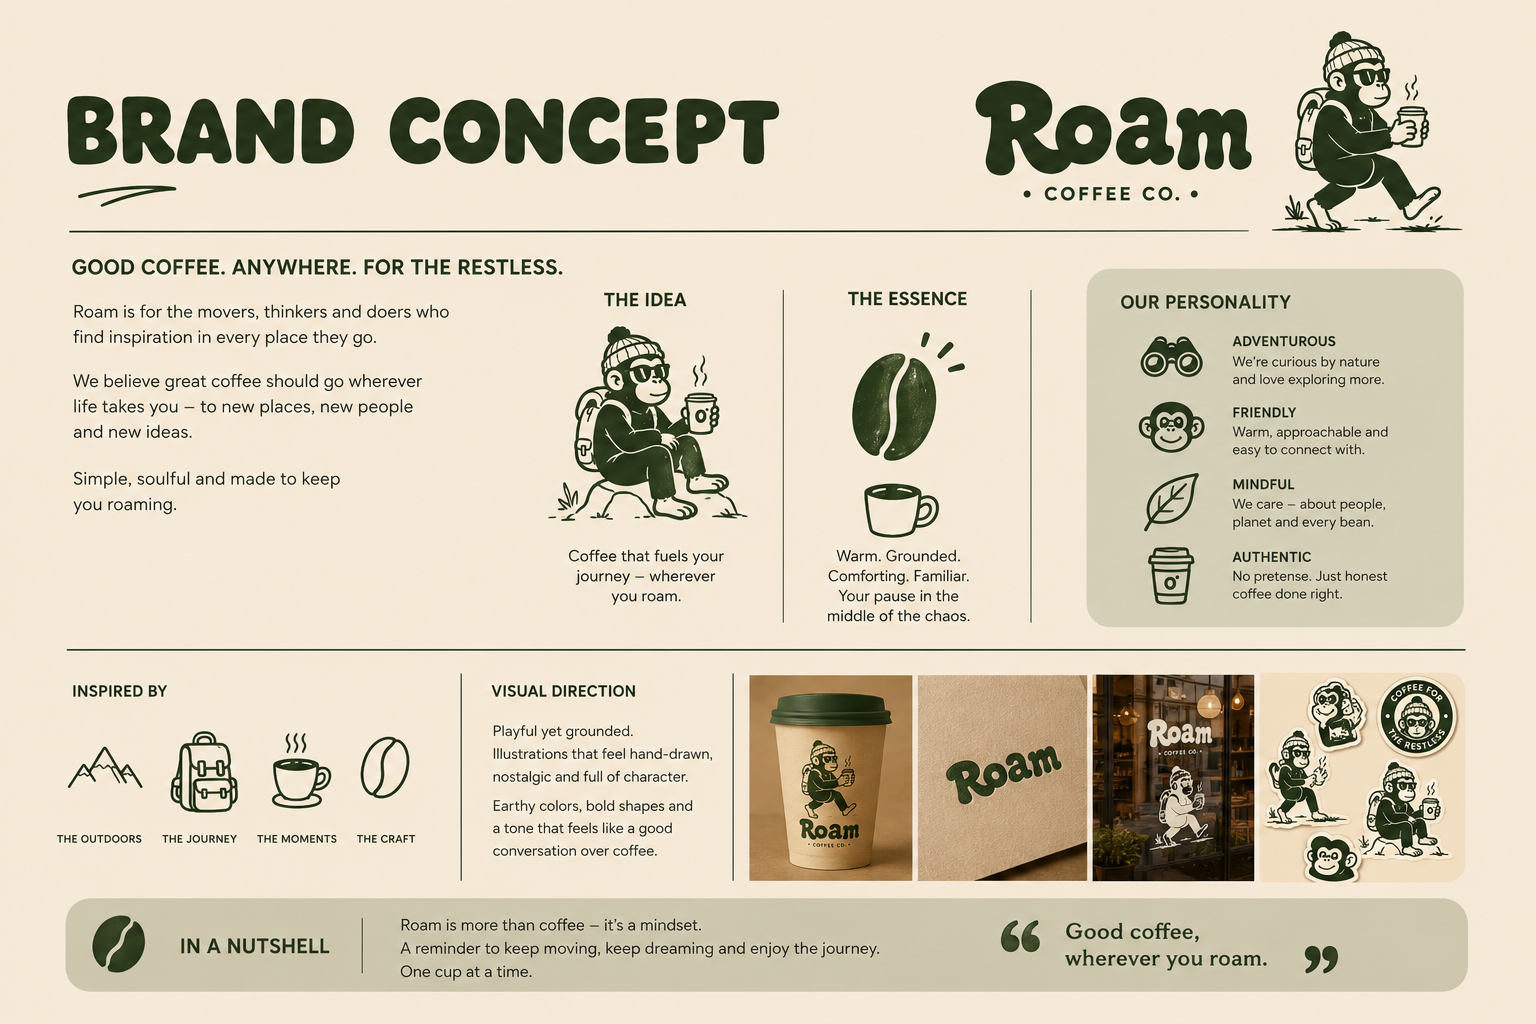 BRAND CONCEPT
Roam
• COFFEE CO. •
GOOD COFFEE. ANYWHERE. FOR THE RESTLESS.
Roam is for the movers, thinkers and doers who
find inspiration in every place they go.
We believe great coffee should go wherever
life takes you – to new places, new people
and new ideas.
Simple, soulful and made to keep
you roaming.
THE IDEA
Coffee that fuels your
journey – wherever
you roam.
THE ESSENCE
Warm. Grounded.
Comforting. Familiar.
Your pause in the
middle of the chaos.
OUR PERSONALITY
ADVENTUROUS
We're curious by nature
and love exploring more.
FRIENDLY
Warm, approachable and
easy to connect with.
MINDFUL
We care – about people,
planet and every bean.
AUTHENTIC
No pretense. Just honest
coffee done right.
INSPIRED BY
THE OUTDOORS
THE JOURNEY
THE MOMENTS
THE CRAFT
VISUAL DIRECTION
Playful yet grounded.
Illustrations that feel hand-drawn,
nostalgic and full of character.
Earthy colors, bold shapes and
a tone that feels like a good
conversation over coffee.
Roam
• COFFEE CO. •
Roam
Roam
• COFFEE CO. •
COFFEE FOR
THE RESTLESS
IN A NUTSHELL
Roam is more than coffee – it's a mindset.
A reminder to keep moving, keep dreaming and enjoy the journey.
One cup at a time.
“Good coffee,
wherever you roam.”